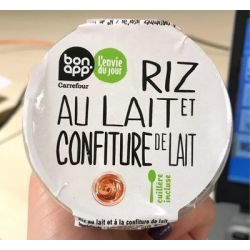 bon
app!
l'envie
du jour
Carrefour
RIZ
AU LAIT ET
CONFITURE DE LAIT
cuillère
incluse
Riz au lait et à la confiture de lait